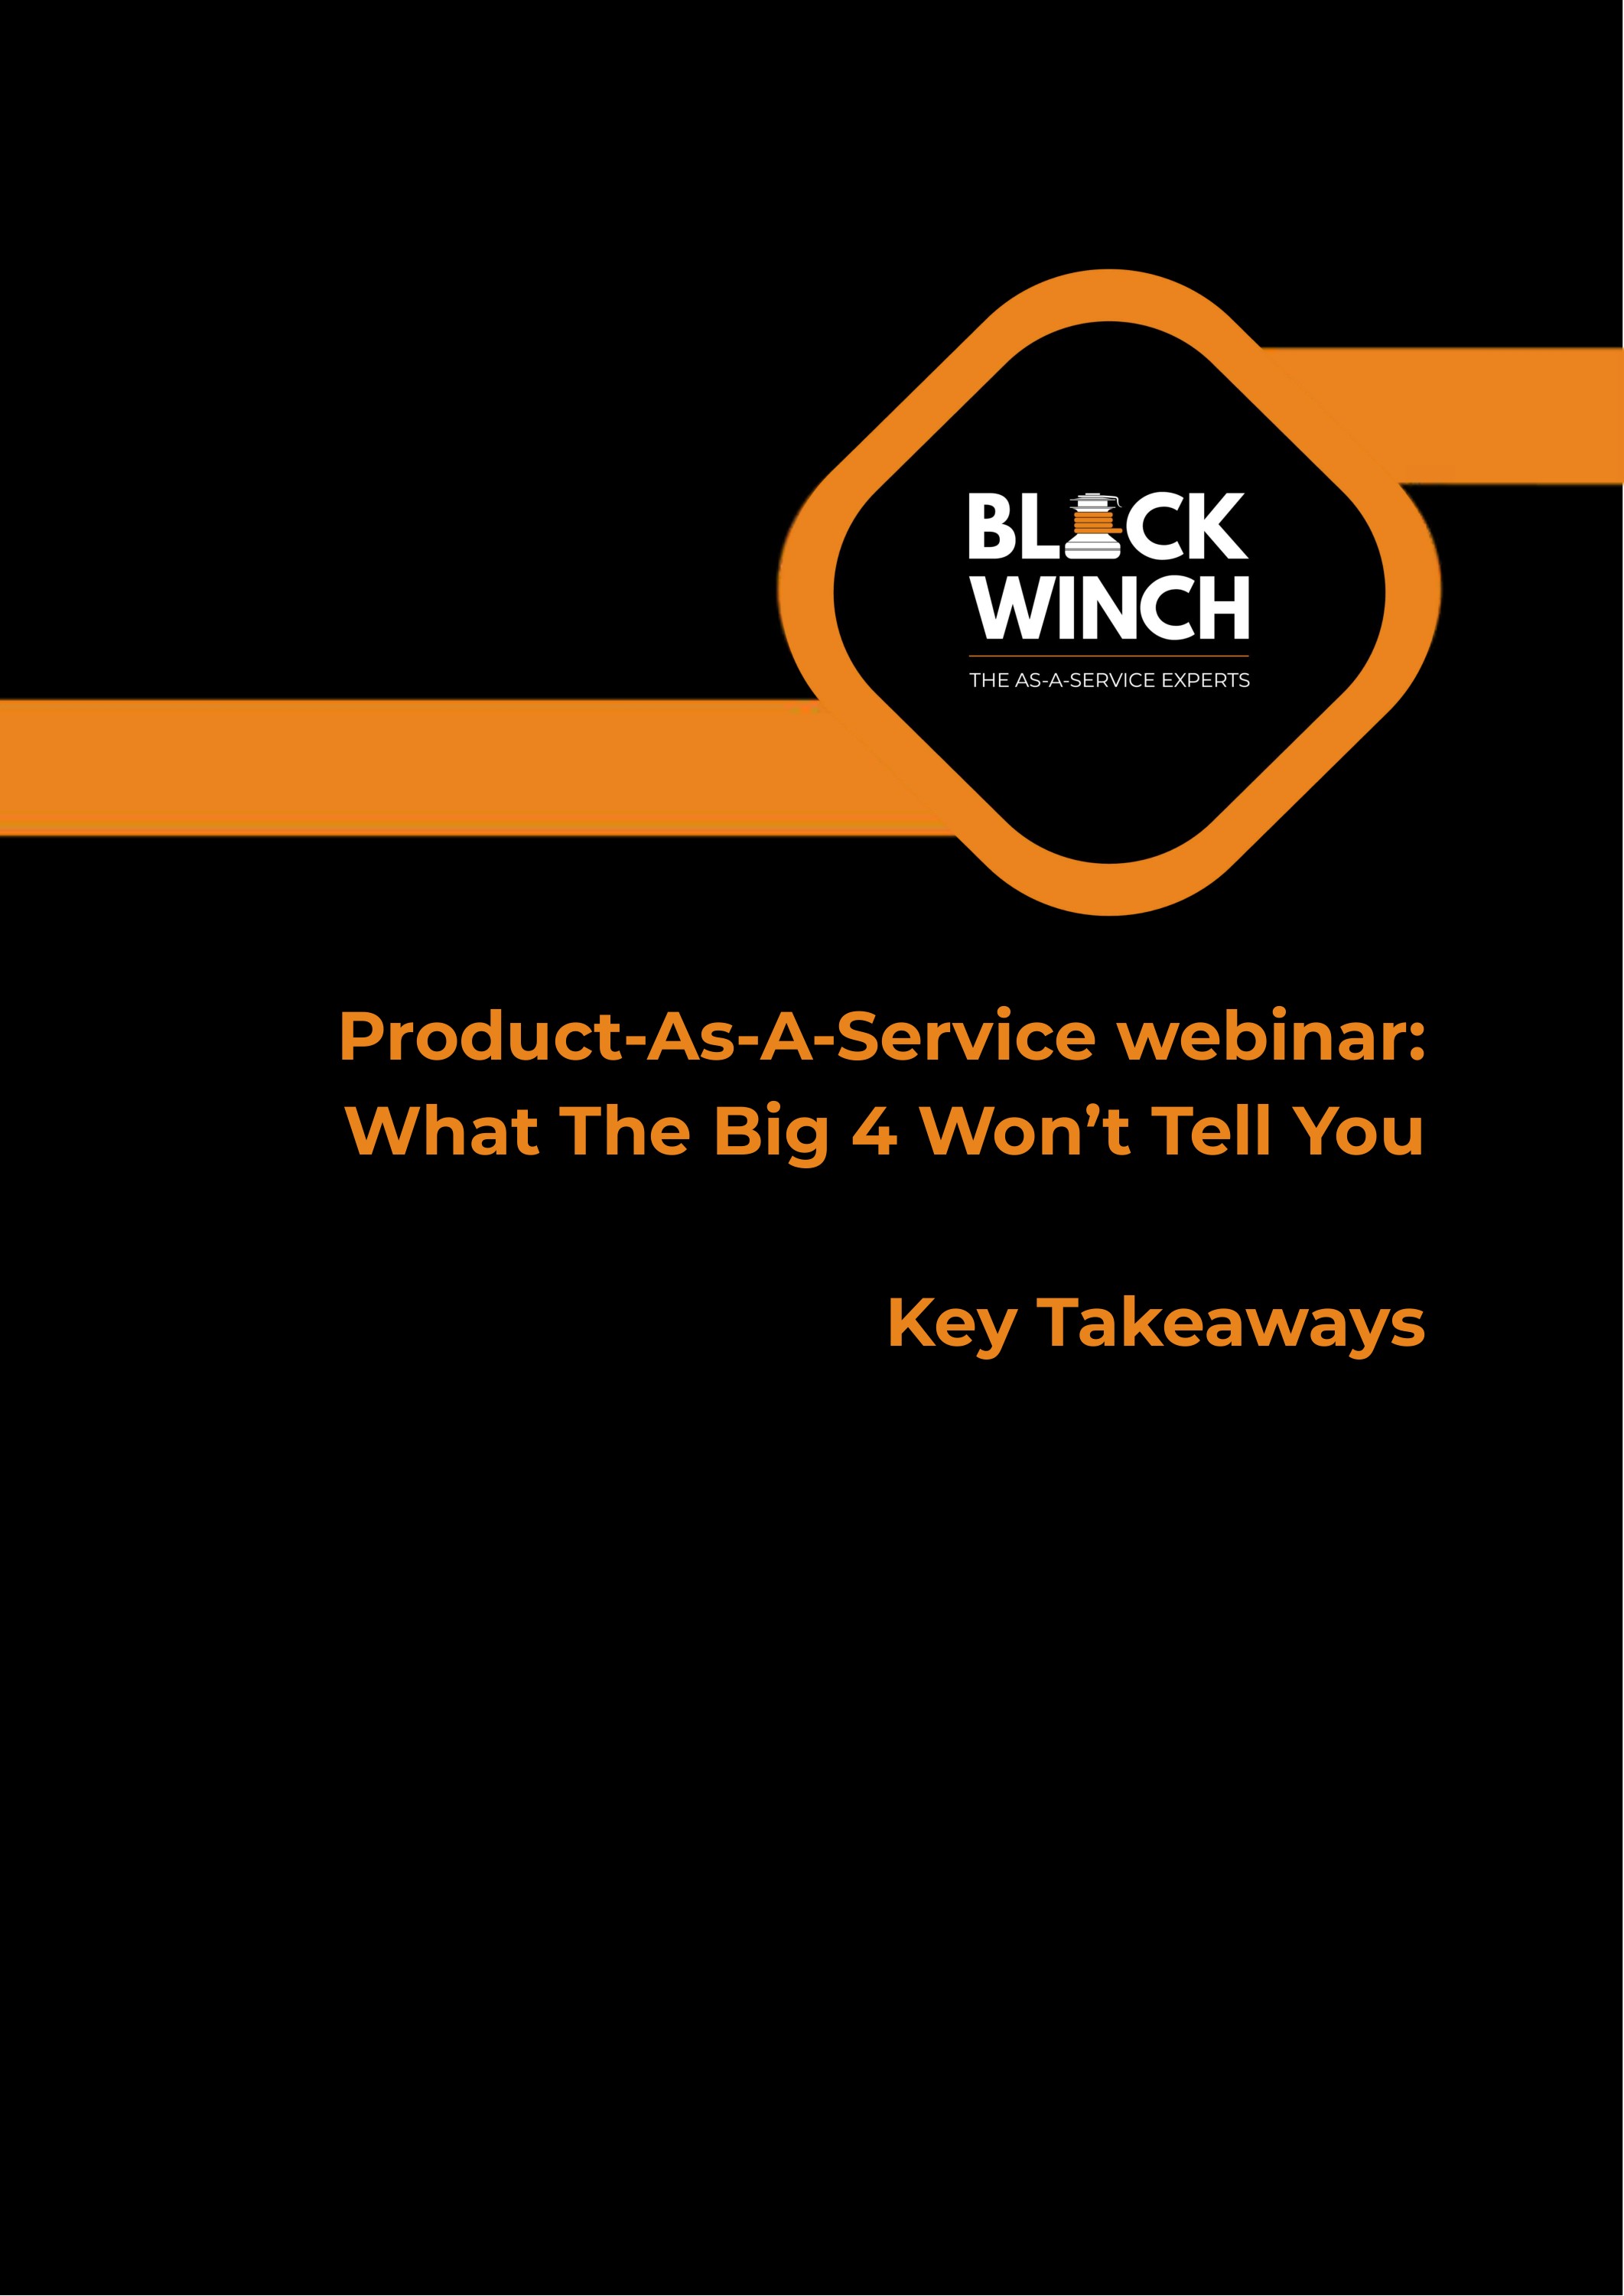 BLACK
WINCH
THE AS-A-SERVICE EXPERTS
Product-As-A-Service webinar:
What The Big 4 Won’t Tell You
Key Takeaways